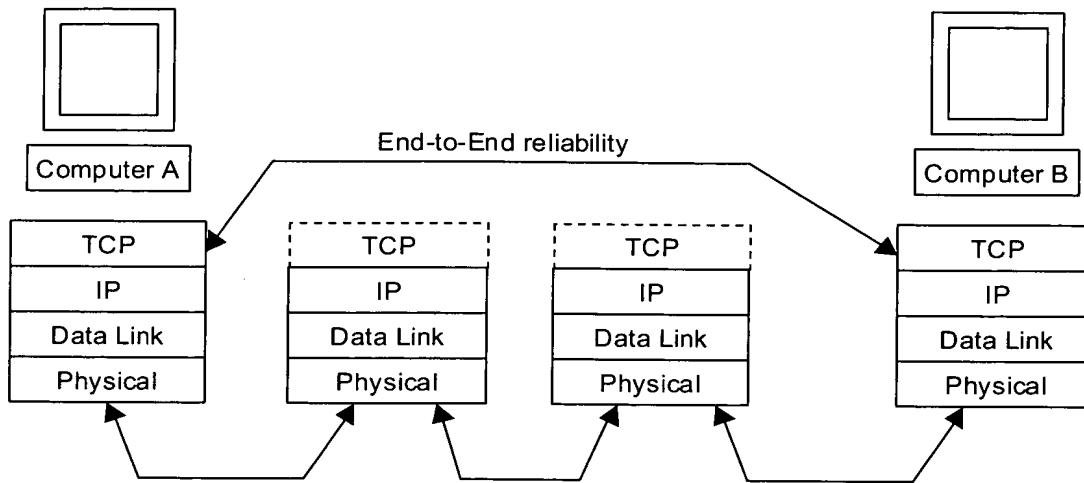 End-to-End reliability
Computer A
Computer B
TCP
IP
Data Link
Physical
TCP
IP
Data Link
Physical
TCP
IP
Data Link
Physical
TCP
IP
Data Link
Physical